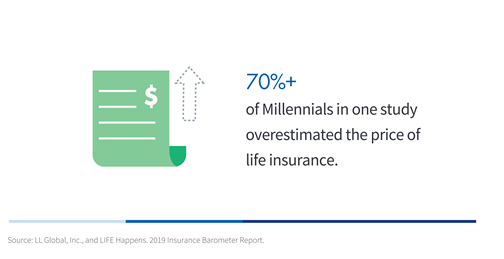 $
70%+
of Millennials in one study
overestimated the price of
life insurance.
Source: LL Global, Inc., and LIFE Happens. 2019 Insurance Barometer Report.